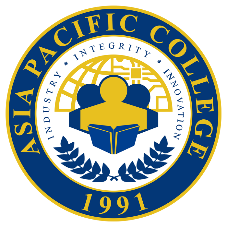 ASIA PACIFIC COLLEGE
INDUSTRY • INTEGRITY • INNOVATION
1991